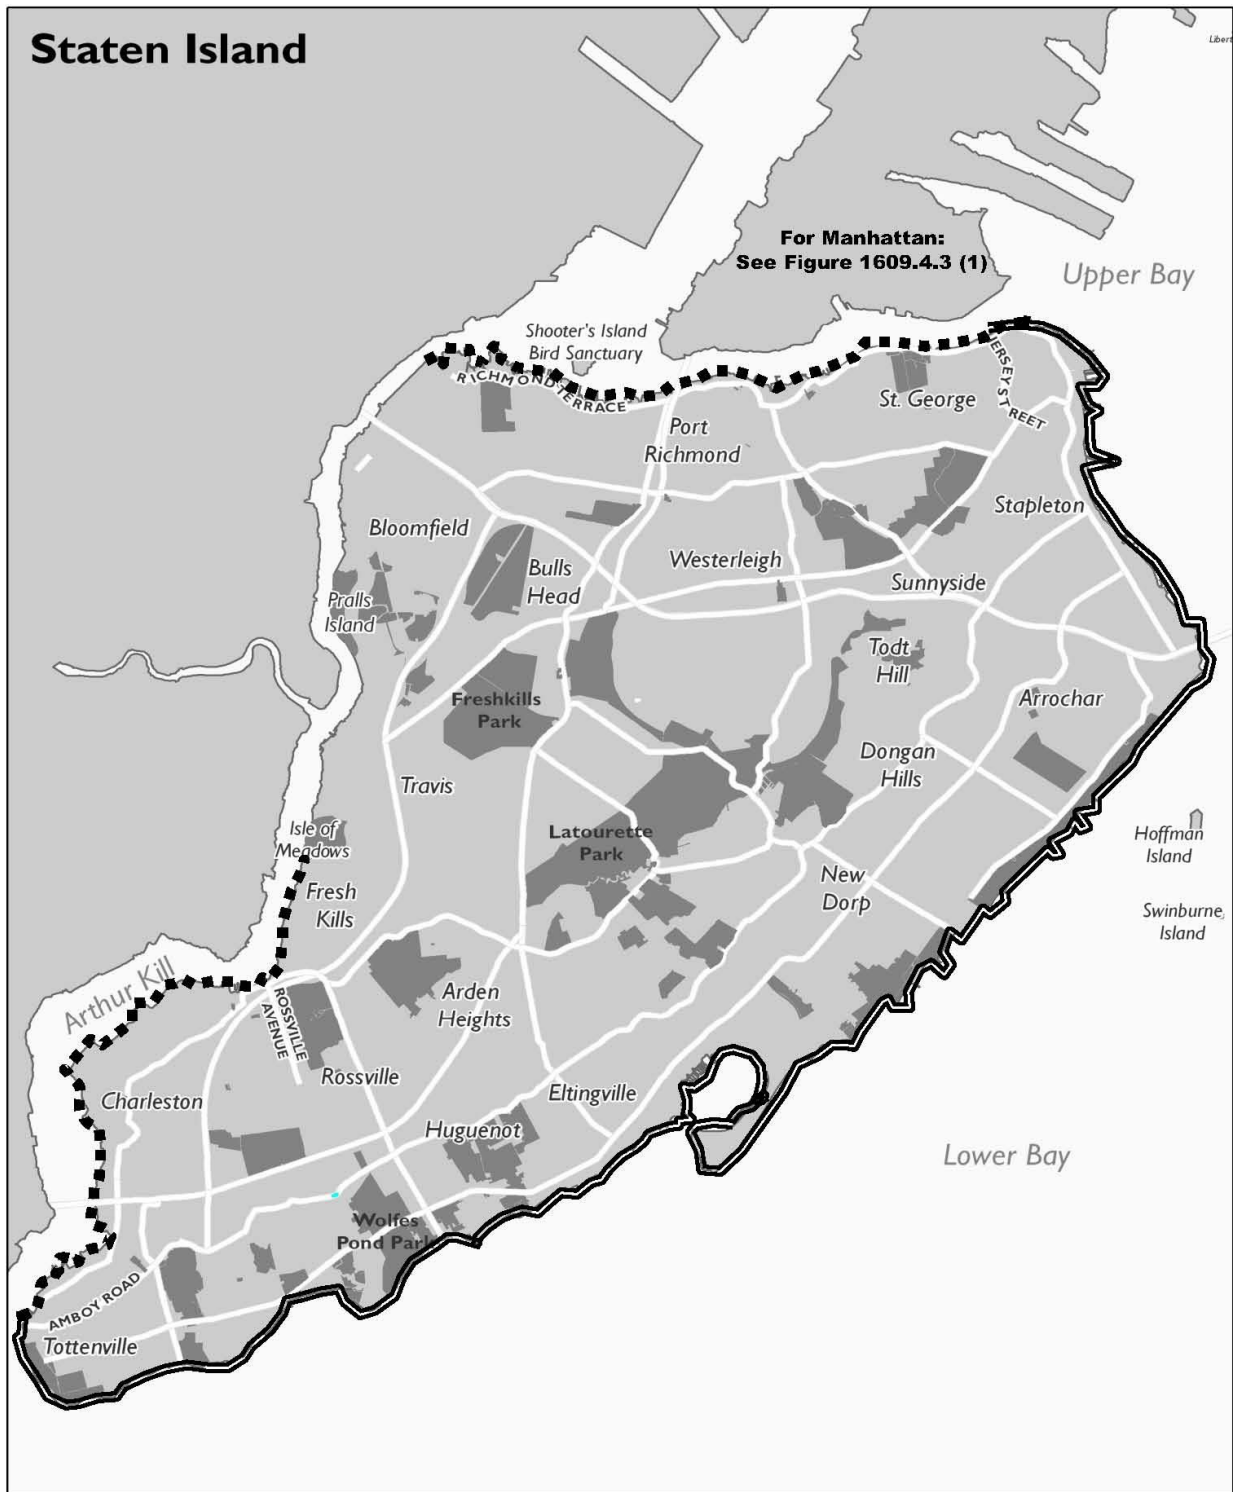 Staten Island
Libert
For Manhattan:
See Figure 1609.4.3 (1)
Upper Bay
Shooter's Island
Bird Sanctuary
RICHMOND TERRACE
JERSEY STREET
St. George
Port
Richmond
Stapleton
Bloomfield
Bulls
Head
Westerleigh
Sunnyside
Pralls
Island
Todt
Hill
Freshkills
Park
Arrochar
Dongan
Hills
Travis
Isle of
Meadows
Latourette
Park
Hoffman
Island
Fresh
Kills
New
Dorp
Swinburne
Island
Arthur Kill
Arden
Heights
ROSSVILLE
AVENUE
Rossville
Charleston
Eltingville
Huguenot
Lower Bay
Wolfes
Pond Park
AMBOY ROAD
Tottenville